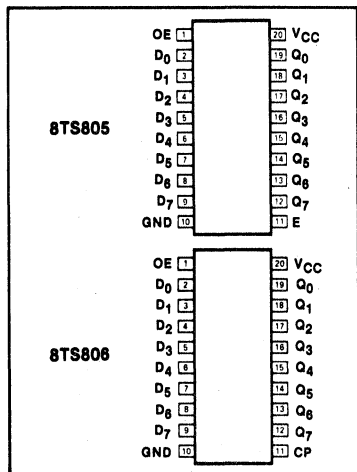 8TS805
OE 1 20 VCC
D0 2 19 Q0
D1 3 18 Q1
D2 4 17 Q2
D3 5 16 Q3
D4 6 15 Q4
D5 7 14 Q5
D6 8 13 Q6
D7 9 12 Q7
GND 10 11 E
8TS806
OE 1 20 VCC
D0 2 19 Q0
D1 3 18 Q1
D2 4 17 Q2
D3 5 16 Q3
D4 6 15 Q4
D5 7 14 Q5
D6 8 13 Q6
D7 9 12 Q7
GND 10 11 CP